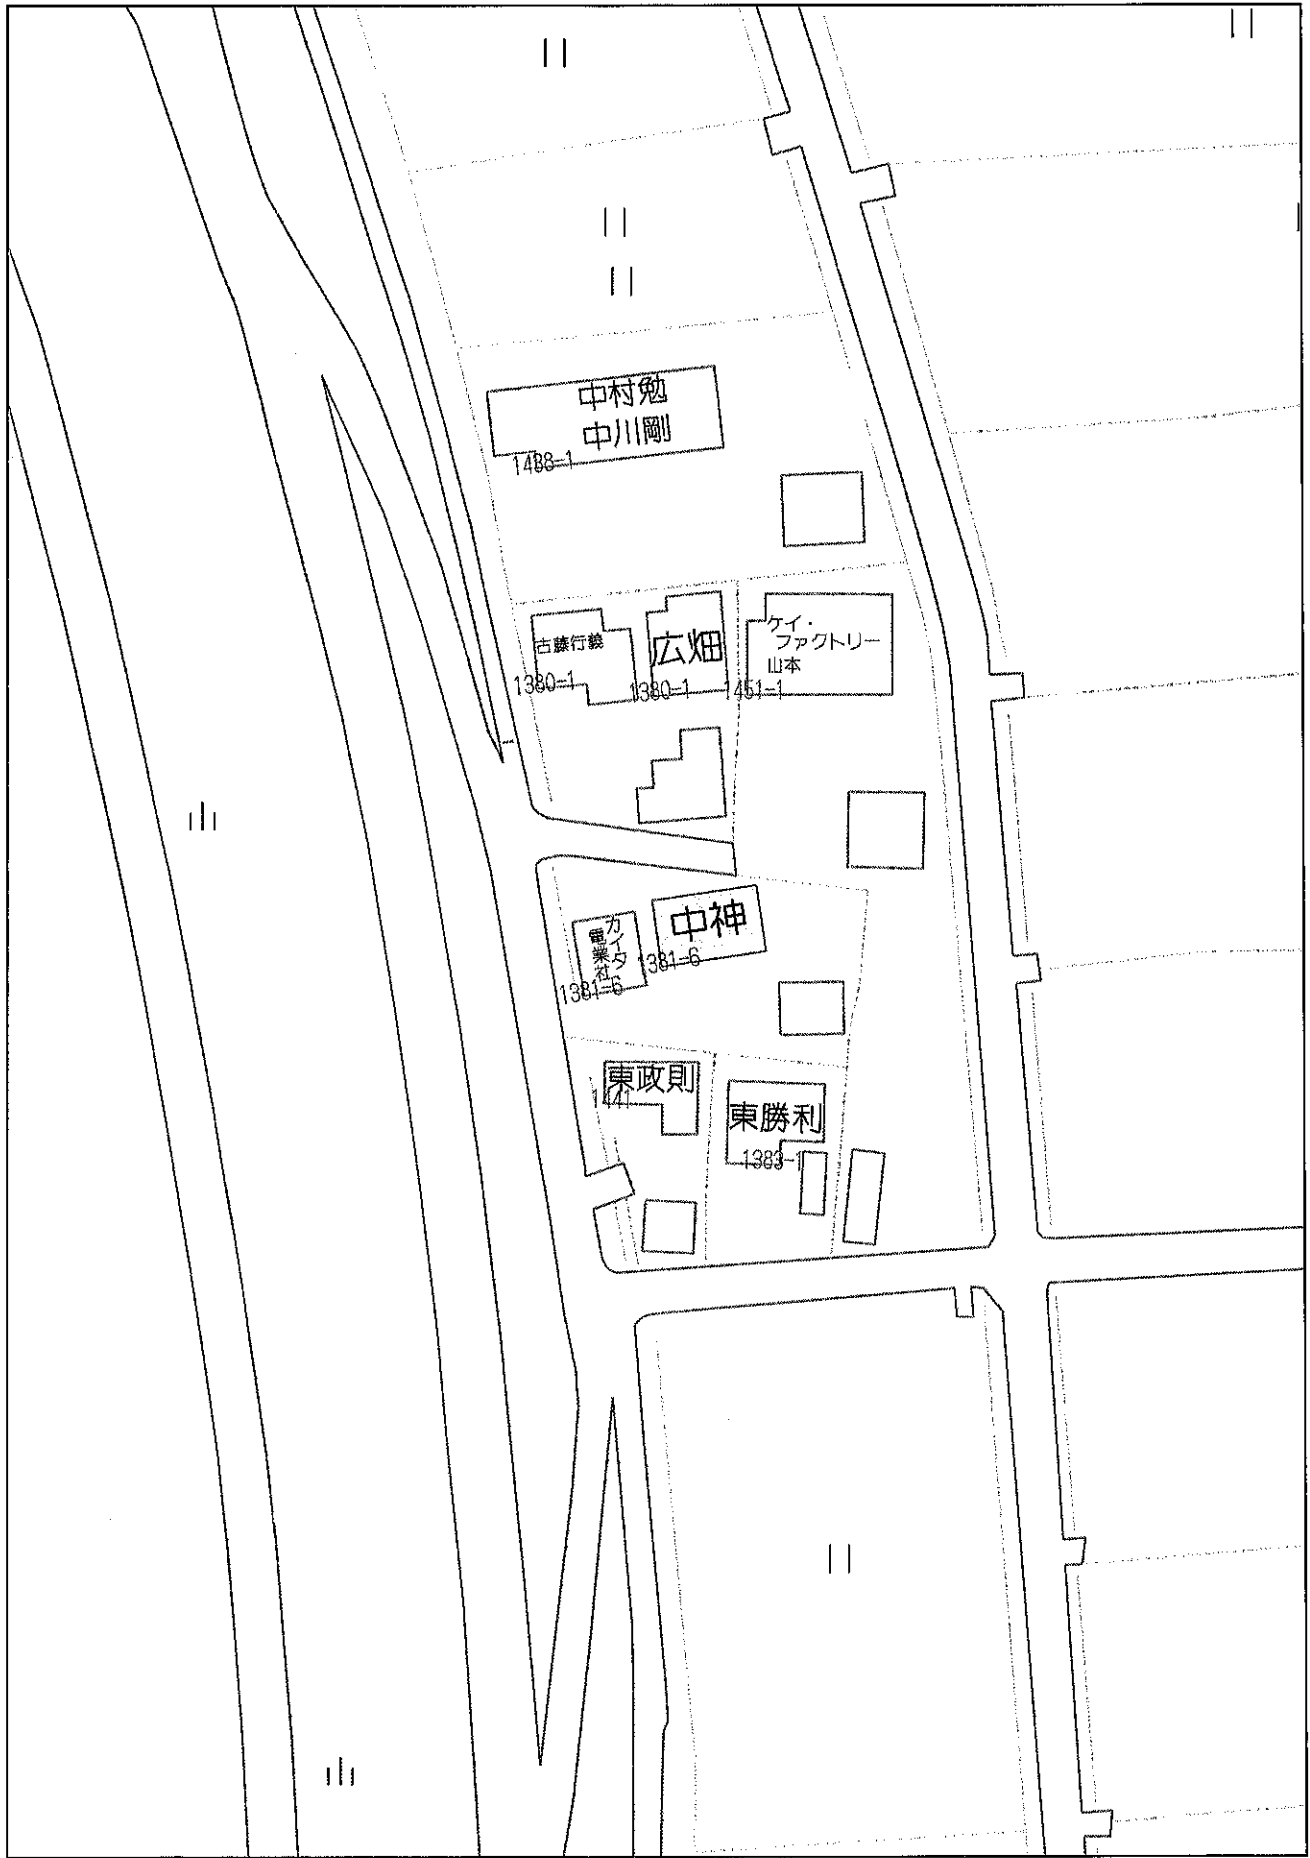 中村勉
中川剛
1488-1
古藤行義
1380-1
広畑
1380-1
ケイ・
ファクトリー
山本
1451-1
カイタ
電業社
1381-6
中神
1381-6
東政則
1441
東勝利
1383-1